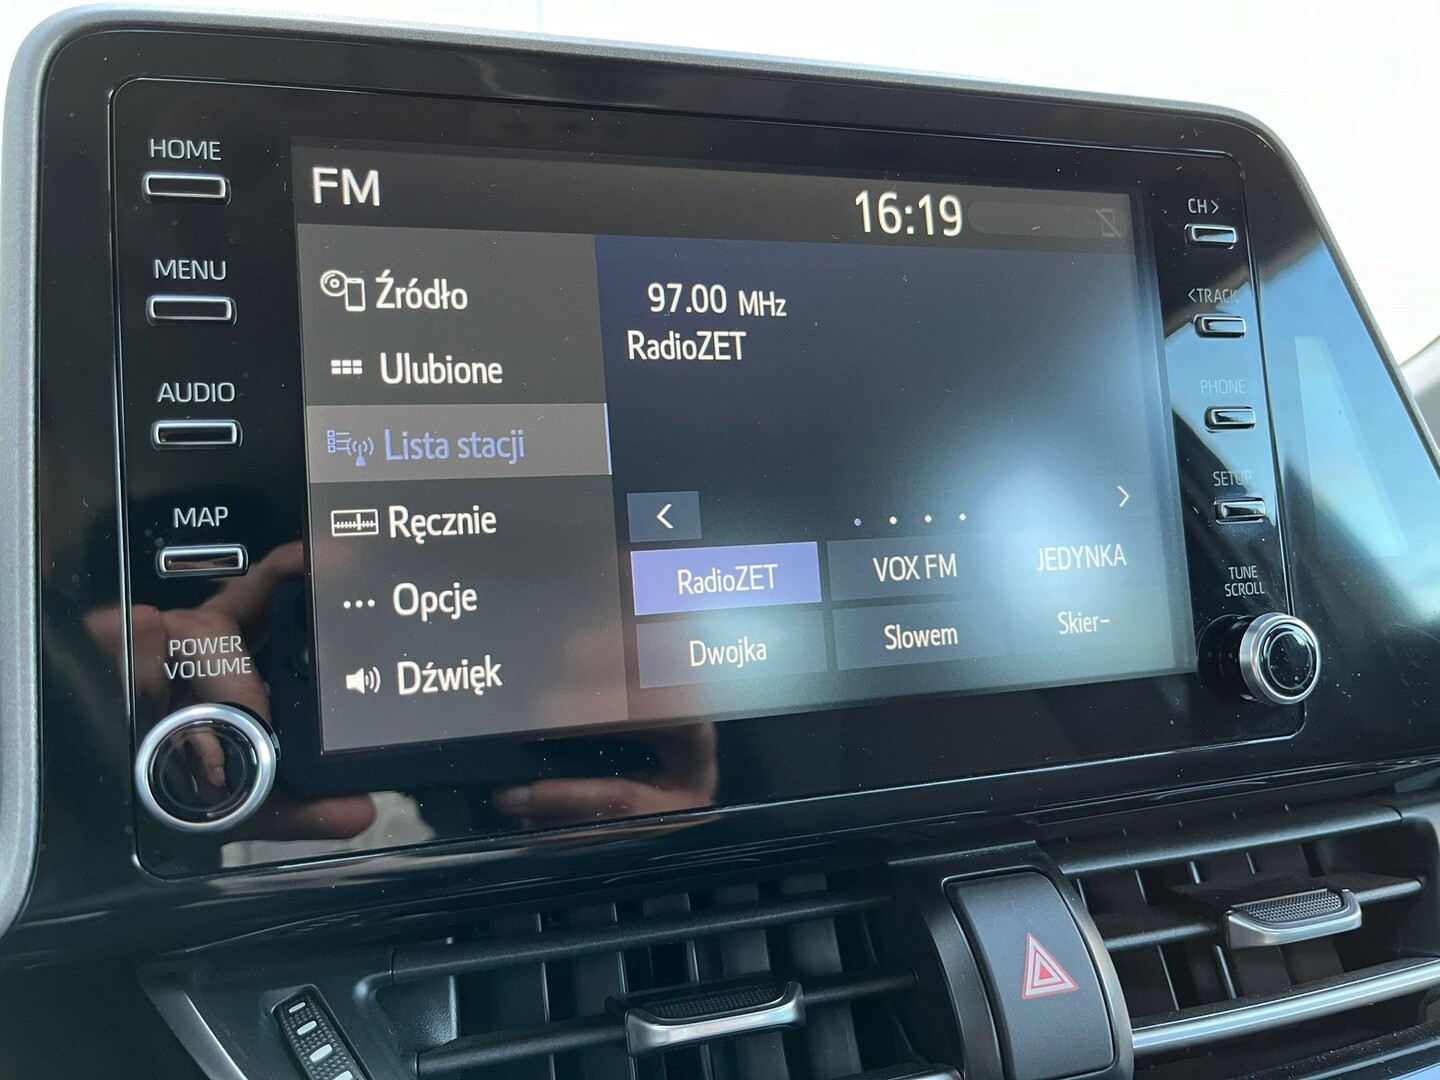 HOME
MENU
AUDIO
MAP
POWER
VOLUME
FM
16:19
Źródło
Ulubione
Lista stacji
Ręcznie
Opcje
Dźwięk
97.00 MHz
RadioZET
RadioZET
VOX FM
JEDYNKA
Dwojka
Slowem
Skier-
CH >
< TRACK
PHONE
SETUP
TUNE
SCROLL